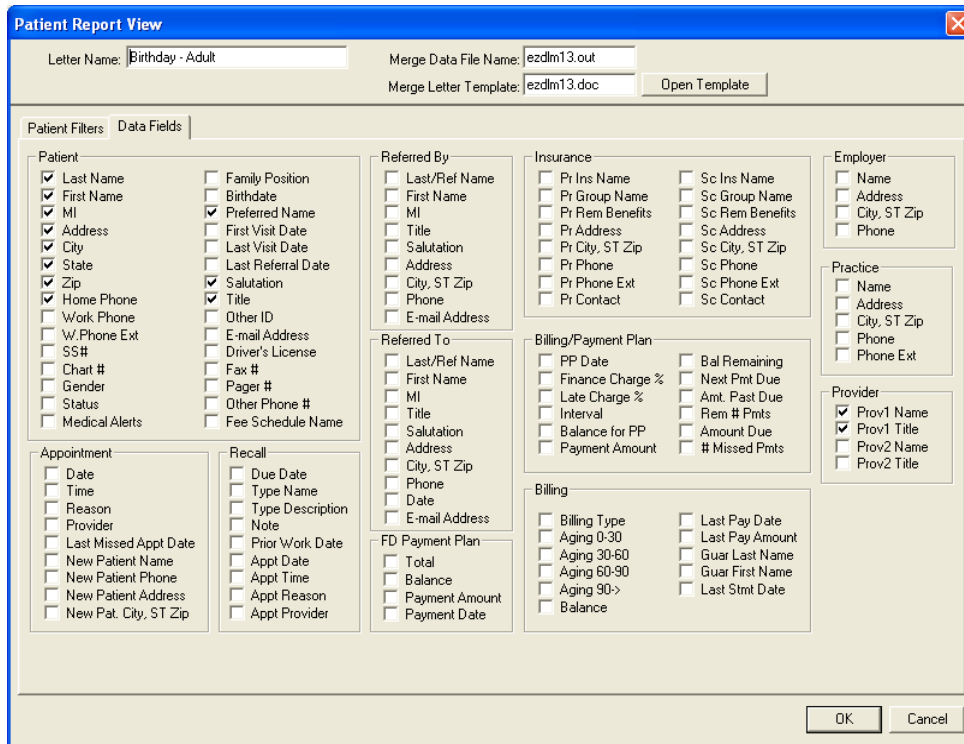 Patient Report View
Letter Name: Birthday - Adult
Merge Data File Name: ezdlm13.out
Merge Letter Template: ezdlm13.doc
Open Template
Patient Filters
Data Fields
Patient
Last Name
First Name
MI
Address
City
State
Zip
Home Phone
Work Phone
W.Phone Ext
SS#
Chart #
Gender
Status
Medical Alerts
Family Position
Birthdate
Preferred Name
First Visit Date
Last Visit Date
Last Referral Date
Salutation
Title
Other ID
E-mail Address
Driver's License
Fax #
Pager #
Other Phone #
Fee Schedule Name
Appointment
Date
Time
Reason
Provider
Last Missed Appt Date
New Patient Name
New Patient Phone
New Patient Address
New Pat. City, ST Zip
Recall
Due Date
Type Name
Type Description
Note
Prior Work Date
Appt Date
Appt Time
Appt Reason
Appt Provider
Referred By
Last/Ref Name
First Name
MI
Title
Salutation
Address
City, ST Zip
Phone
E-mail Address
Referred To
Last/Ref Name
First Name
MI
Title
Salutation
Address
City, ST Zip
Phone
Date
E-mail Address
FD Payment Plan
Total
Balance
Payment Amount
Payment Date
Insurance
Pr Ins Name
Pr Group Name
Pr Rem Benefits
Pr Address
Pr City, ST Zip
Pr Phone
Pr Phone Ext
Pr Contact
Sc Ins Name
Sc Group Name
Sc Rem Benefits
Sc Address
Sc City, ST Zip
Sc Phone
Sc Phone Ext
Sc Contact
Billing/Payment Plan
PP Date
Finance Charge %
Late Charge %
Interval
Balance for PP
Payment Amount
Bal Remaining
Next Pmt Due
Amt. Past Due
Rem # Pmts
Amount Due
# Missed Pmts
Billing
Billing Type
Aging 0-30
Aging 30-60
Aging 60-90
Aging 90->
Balance
Last Pay Date
Last Pay Amount
Guar Last Name
Guar First Name
Last Stmt Date
Employer
Name
Address
City, ST Zip
Phone
Practice
Name
Address
City, ST Zip
Phone
Phone Ext
Provider
Prov1 Name
Prov1 Title
Prov2 Name
Prov2 Title
OK
Cancel